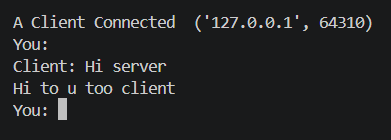 A Client Connected  ('127.0.0.1', 64310)
You:
Client: Hi server
Hi to u too client
You: